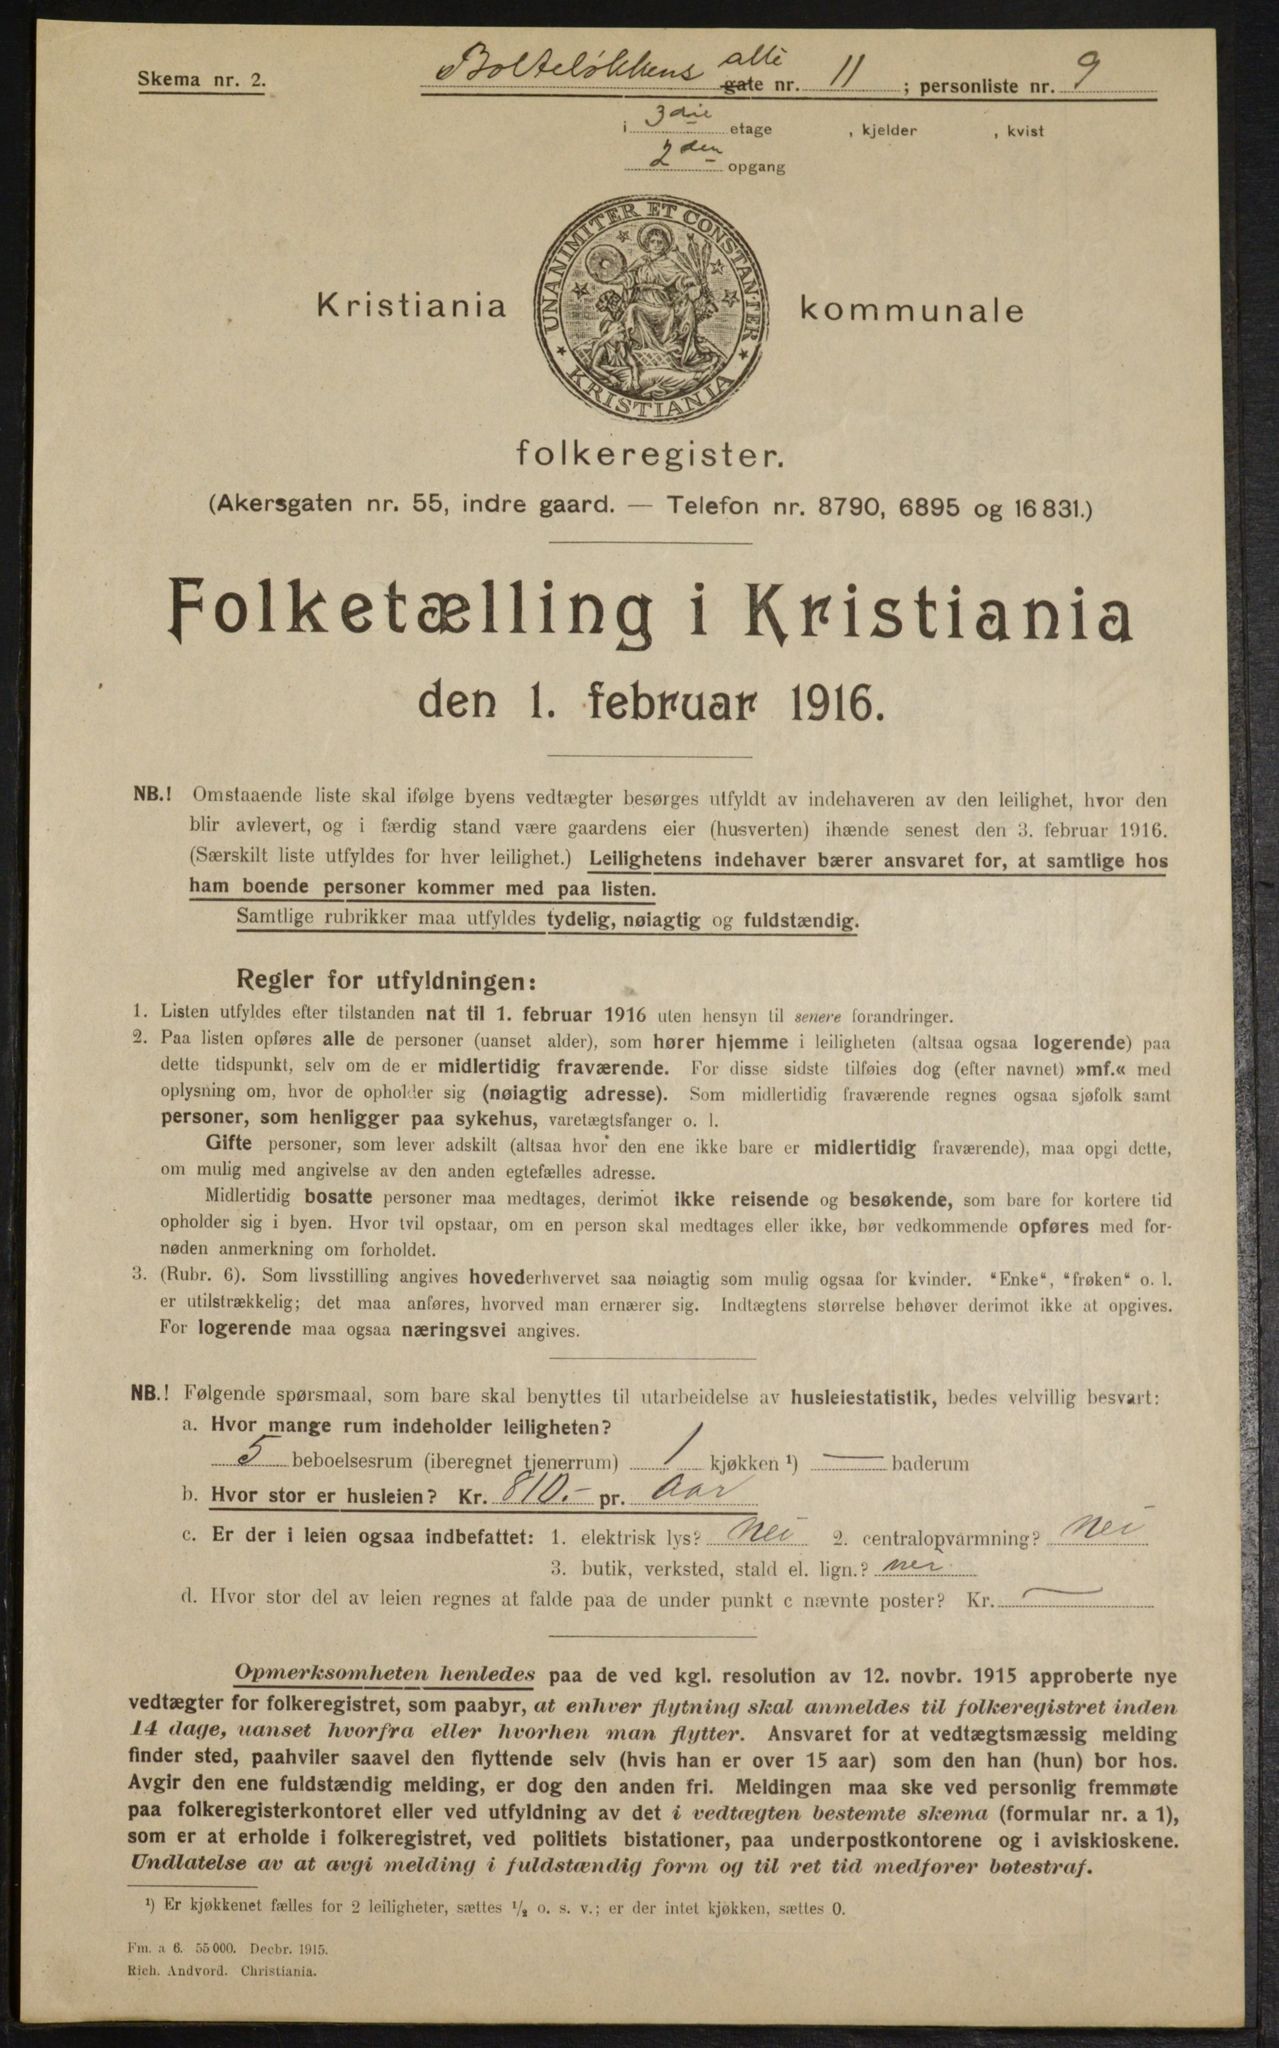 Skema nr. 2.
Bolteløkkens allé gate nr. 11 ; personliste nr. 9
i 3die etage , kjelder , kvist
2den opgang
UNANIMITER ET CONSTANTER
KRISTIANIA
Kristiania kommunale
folkeregister.
(Akersgaten nr. 55, indre gaard. — Telefon nr. 8790, 6895 og 16 831.)
Folketælling i Kristiania
den 1. februar 1916.
NB.! Omstaaende liste skal ifølge byens vedtægter besørges utfyldt av indehaveren av den leilighet, hvor den
blir avlevert, og i færdig stand være gaardens eier (husverten) ihænde senest den 3. februar 1916.
(Særskilt liste utfyldes for hver leilighet.) Leilighetens indehaver bærer ansvaret for, at samtlige hos
ham boende personer kommer med paa listen.
Samtlige rubrikker maa utfyldes tydelig, nøiagtig og fuldstændig.
Regler for utfyldningen:
1. Listen utfyldes efter tilstanden nat til 1. februar 1916 uten hensyn til senere forandringer.
2. Paa listen opføres alle de personer (uanset alder), som hører hjemme i leiligheten (altsaa ogsaa logerende) paa
dette tidspunkt, selv om de er midlertidig fraværende. For disse sidste tilføies dog (efter navnet) »mf.« med
oplysning om, hvor de opholder sig (nøiagtig adresse). Som midlertidig fraværende regnes ogsaa sjøfolk samt
personer, som henligger paa sykehus, varetægtsfanger o. l.
Gifte personer, som lever adskilt (altsaa hvor den ene ikke bare er midlertidig fraværende), maa opgi dette,
om mulig med angivelse av den anden egtefælles adresse.
Midlertidig bosatte personer maa medtages, derimot ikke reisende og besøkende, som bare for kortere tid
opholder sig i byen. Hvor tvil opstaar, om en person skal medtages eller ikke, bør vedkommende opføres med for-
nøden anmerkning om forholdet.
3. (Rubr. 6). Som livsstilling angives hovederhvervet saa nøiagtig som mulig ogsaa for kvinder. "Enke", "frøken" o. l.
er utilstrækkelig; det maa anføres, hvorved man ernærer sig. Indtægtens størrelse behøver derimot ikke at opgives.
For logerende maa ogsaa næringsvei angives.
NB.! Følgende spørsmaal, som bare skal benyttes til utarbeidelse av husleiestatistik, bedes velvillig besvart:
a. Hvor mange rum indeholder leiligheten?
5 beboelsesrum (iberegnet tjenerrum) 1 kjøkken ¹) — baderum
b. Hvor stor er husleien? Kr. 810.- pr. Aar
c. Er der i leien ogsaa indbefattet: 1. elektrisk lys? Nei 2. centralopvarmning? Nei
3. butik, verksted, stald el. lign.? nei
d. Hvor stor del av leien regnes at falde paa de under punkt c nævnte poster? Kr. —
Opmerksomheten henledes paa de ved kgl. resolution av 12. novbr. 1915 approberte nye
vedtægter for folkeregistret, som paabyr, at enhver flytning skal anmeldes til folkeregistret inden
14 dage, uanset hvorfra eller hvorhen man flytter. Ansvaret for at vedtægtsmæssig melding
finder sted, paahviler saavel den flyttende selv (hvis han er over 15 aar) som den han (hun) bor hos.
Avgir den ene fuldstændig melding, er dog den anden fri. Meldingen maa ske ved personlig fremmøte
paa folkeregisterkontoret eller ved utfyldning av det i vedtægten bestemte skema (formular nr. a 1),
som er at erholde i folkeregistret, ved politiets bistationer, paa underpostkontorene og i aviskioskene.
Undlatelse av at avgi melding i fuldstændig form og til ret tid medfører bøtestraf.
¹) Er kjøkkenet fælles for 2 leiligheter, sættes ½ o. s. v.; er der intet kjøkken, sættes 0.
Fm. a 6. 55 000. Decbr. 1915.
Rich. Andvord. Christiania.